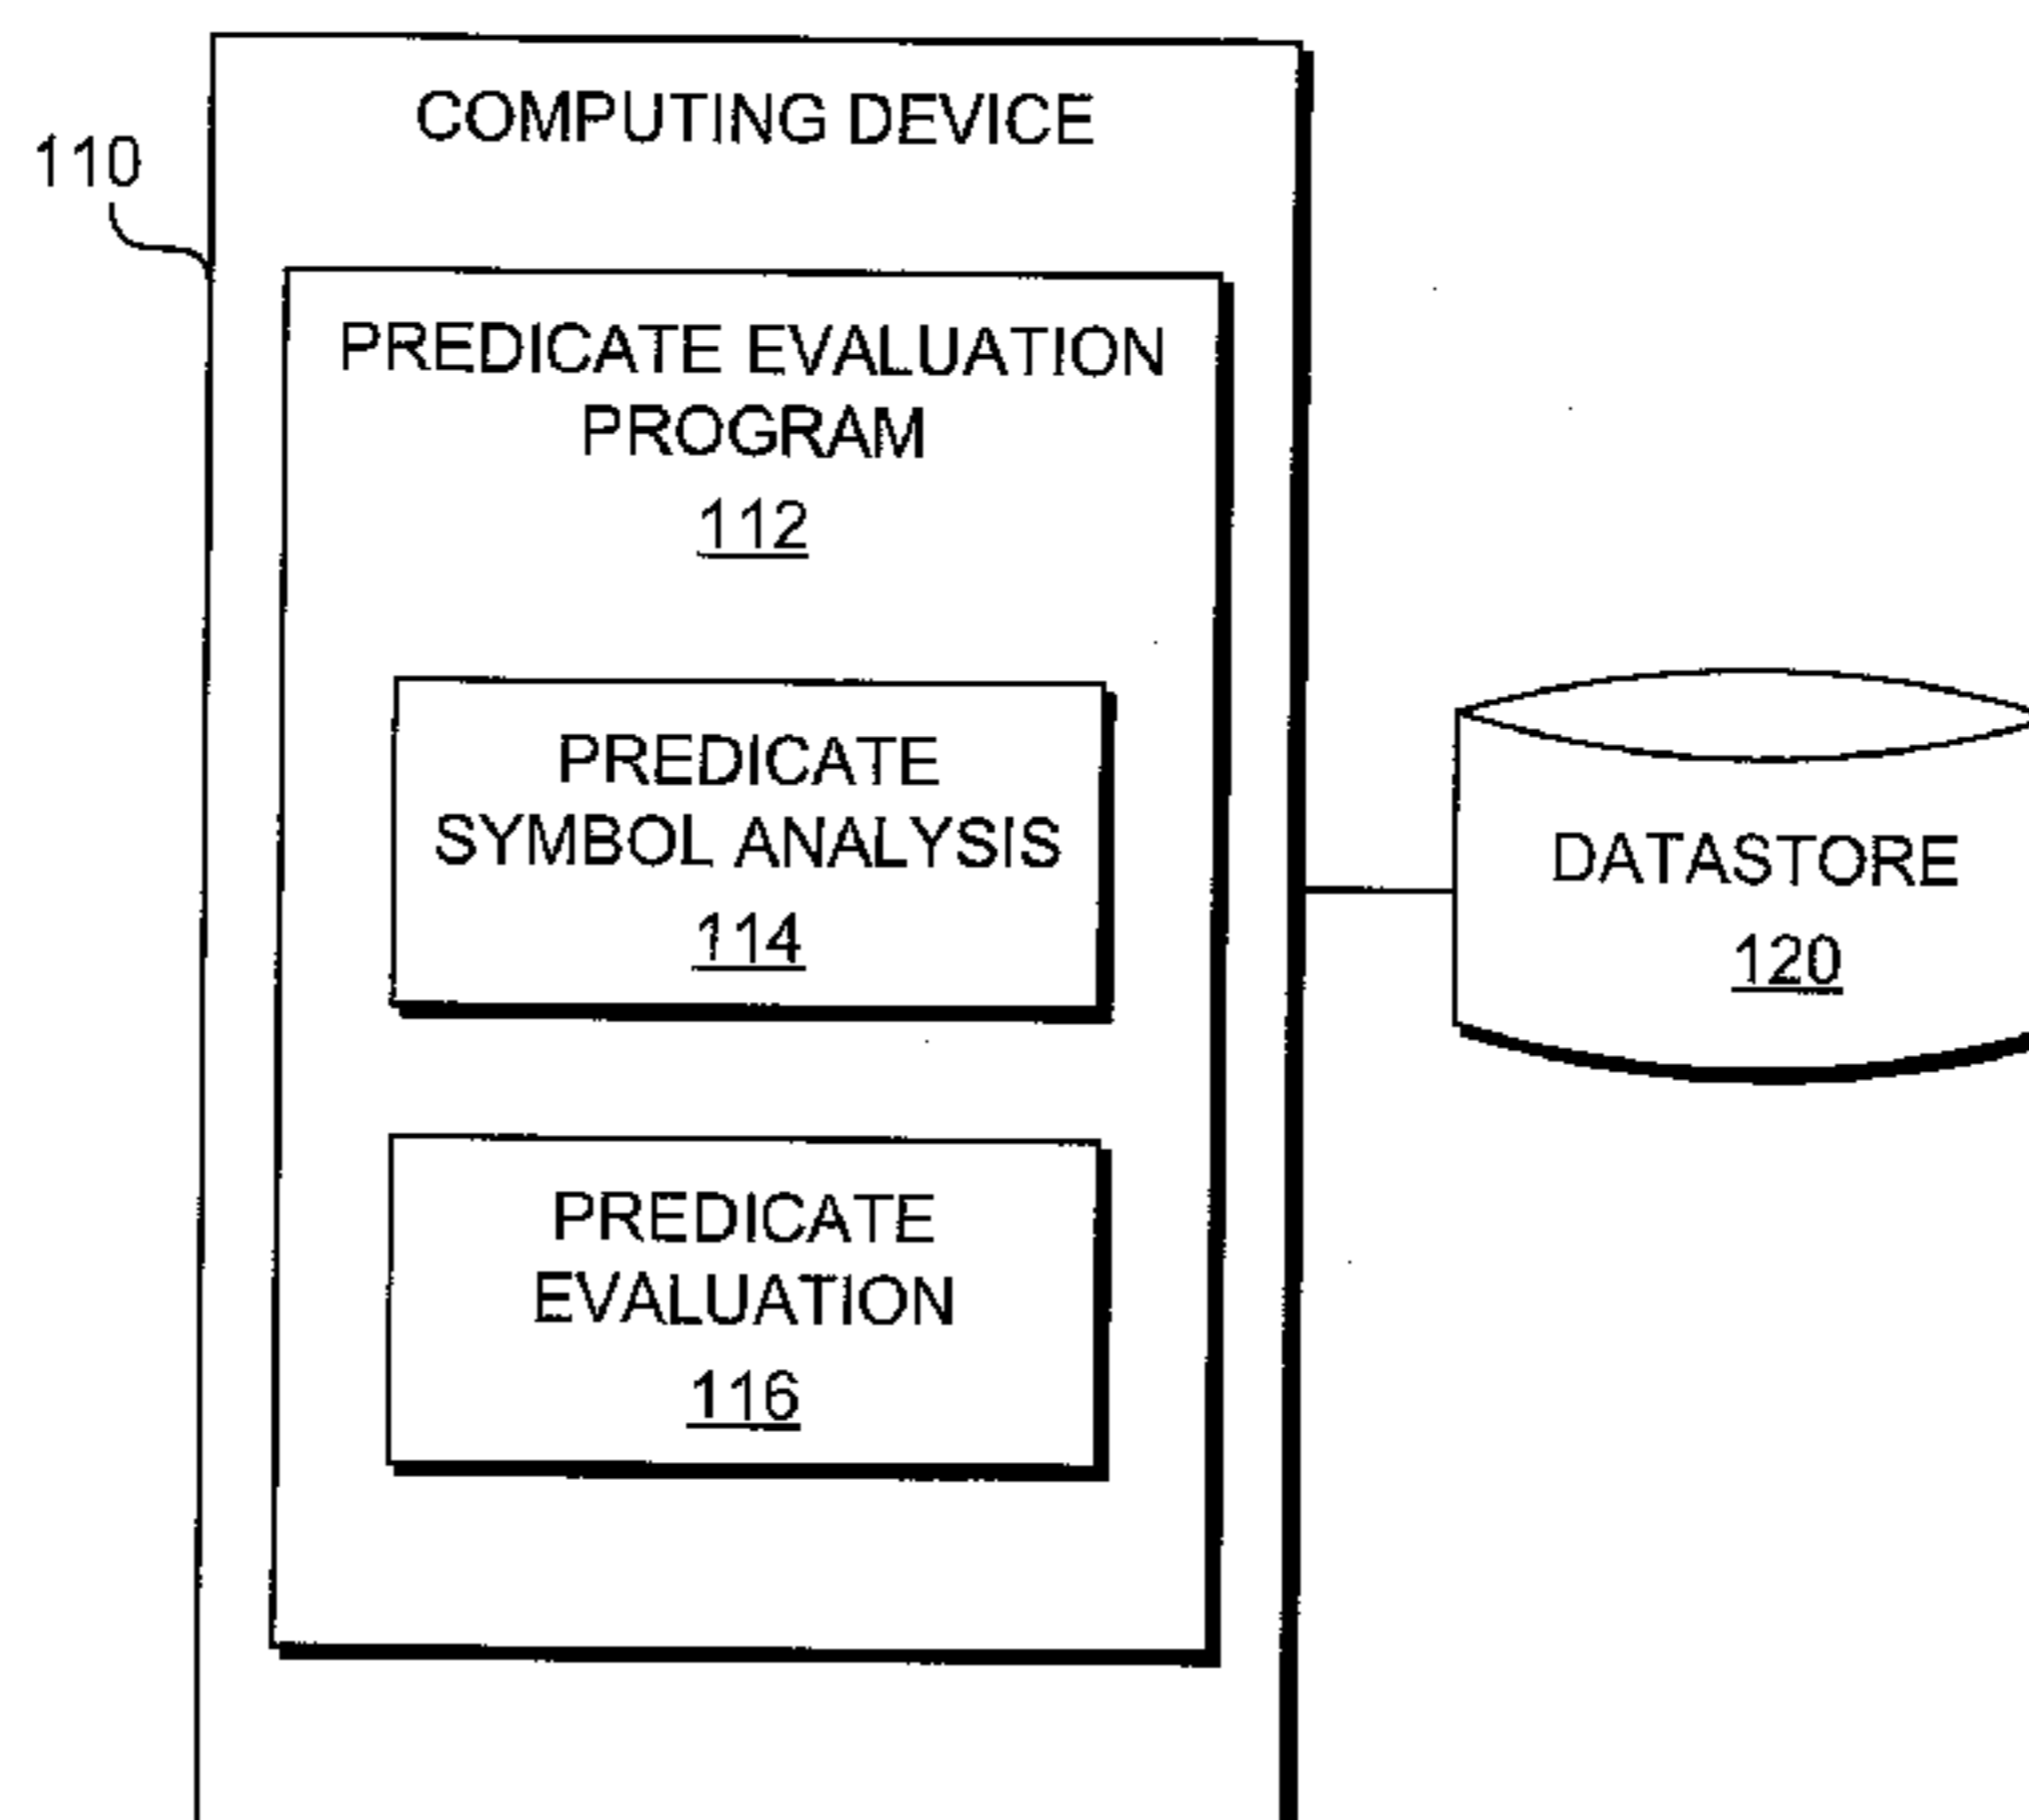 COMPUTING DEVICE
110
PREDICATE EVALUATION
PROGRAM
112
PREDICATE
SYMBOL ANALYSIS
114
DATASTORE
120
PREDICATE
EVALUATION
116